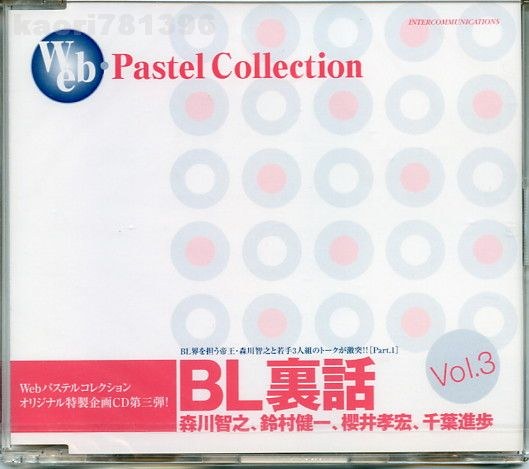 kaori781396
INTERCOMMUNICATIONS
Web・Pastel Collection
BL界を担う帝王・森川智之と若手3人組のトークが激突!! [Part.1]
Webパステルコレクション
オリジナル特製企画CD第三弾!
BL裏話
Vol.3
森川智之、鈴村健一、櫻井孝宏、千葉進歩